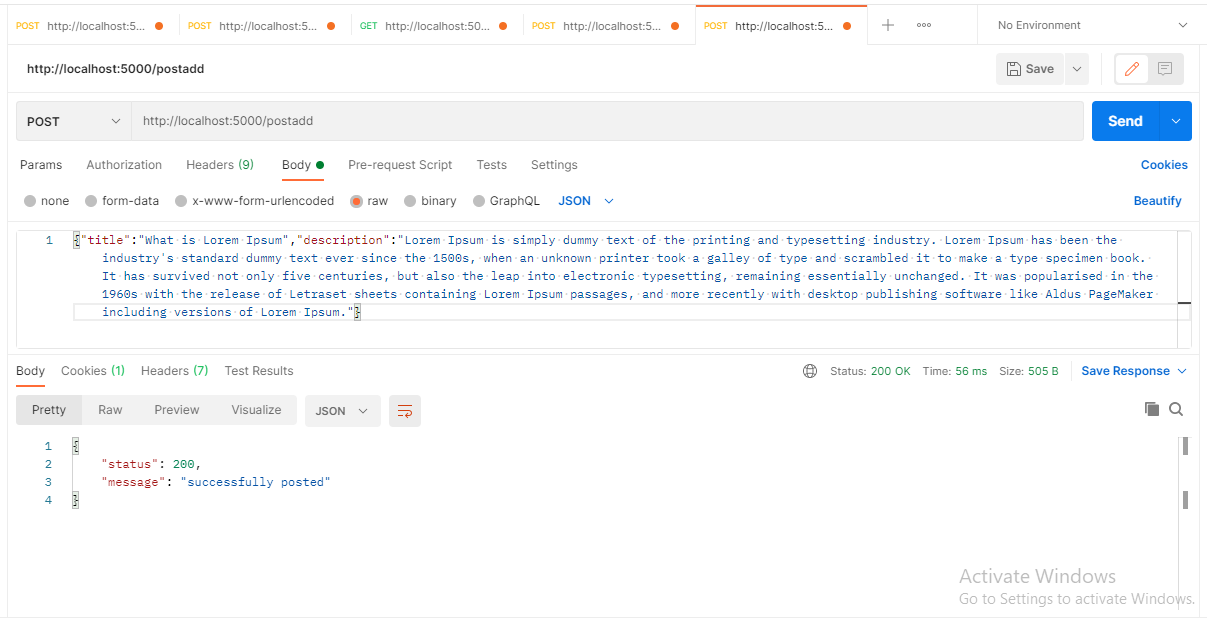 POST http://localhost:5... POST http://localhost:5... GET http://localhost:50... POST http://localhost:5... POST http://localhost:5... No Environment
http://localhost:5000/postadd Save
POST http://localhost:5000/postadd Send
Params Authorization Headers (9) Body Pre-request Script Tests Settings Cookies
none form-data x-www-form-urlencoded raw binary GraphQL JSON Beautify
1 {"title":"What is Lorem Ipsum","description":"Lorem Ipsum is simply dummy text of the printing and typesetting industry. Lorem Ipsum has been the
industry's standard dummy text ever since the 1500s, when an unknown printer took a galley of type and scrambled it to make a type specimen book.
It has survived not only five centuries, but also the leap into electronic typesetting, remaining essentially unchanged. It was popularised in the
1960s with the release of Letraset sheets containing Lorem Ipsum passages, and more recently with desktop publishing software like Aldus PageMaker
including versions of Lorem Ipsum."}
Body Cookies (1) Headers (7) Test Results Status: 200 OK Time: 56 ms Size: 505 B Save Response
Pretty Raw Preview Visualize JSON
1 {
2 "status": 200,
3 "message": "successfully posted"
4 }
Activate Windows
Go to Settings to activate Windows.